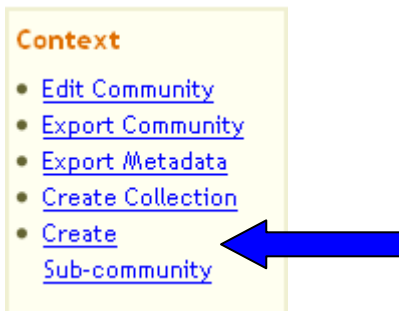 Context
Edit Community
Export Community
Export Metadata
Create Collection
Create
Sub-community